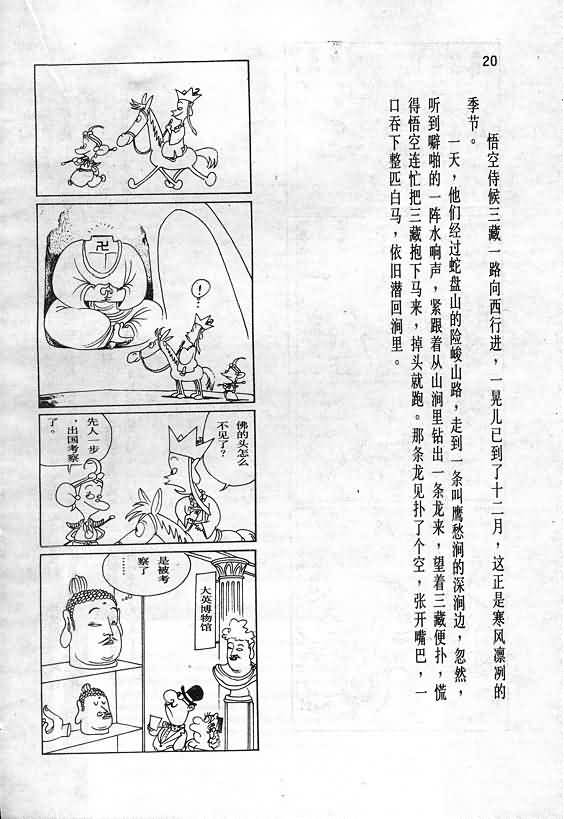 20
悟空侍候三藏一路向西行进，一晃儿已到了十二月，这正是寒风凛冽的
季节。
一天，他们经过蛇盘山的险峻山路，走到一条叫鹰愁涧的深涧边，忽然，
听到噼啪的一阵水响声，紧跟着从山涧里钻出一条龙来，望着三藏便扑，慌
得悟空连忙把三藏抱下马来，掉头就跑。那条龙见扑了个空，张开嘴巴，一
口吞下整匹白马，依旧潜回涧里。
卍
！
佛的头怎么
不见了？
先人一步
，出国考察
了。
大英博物馆
是被考
察了
……